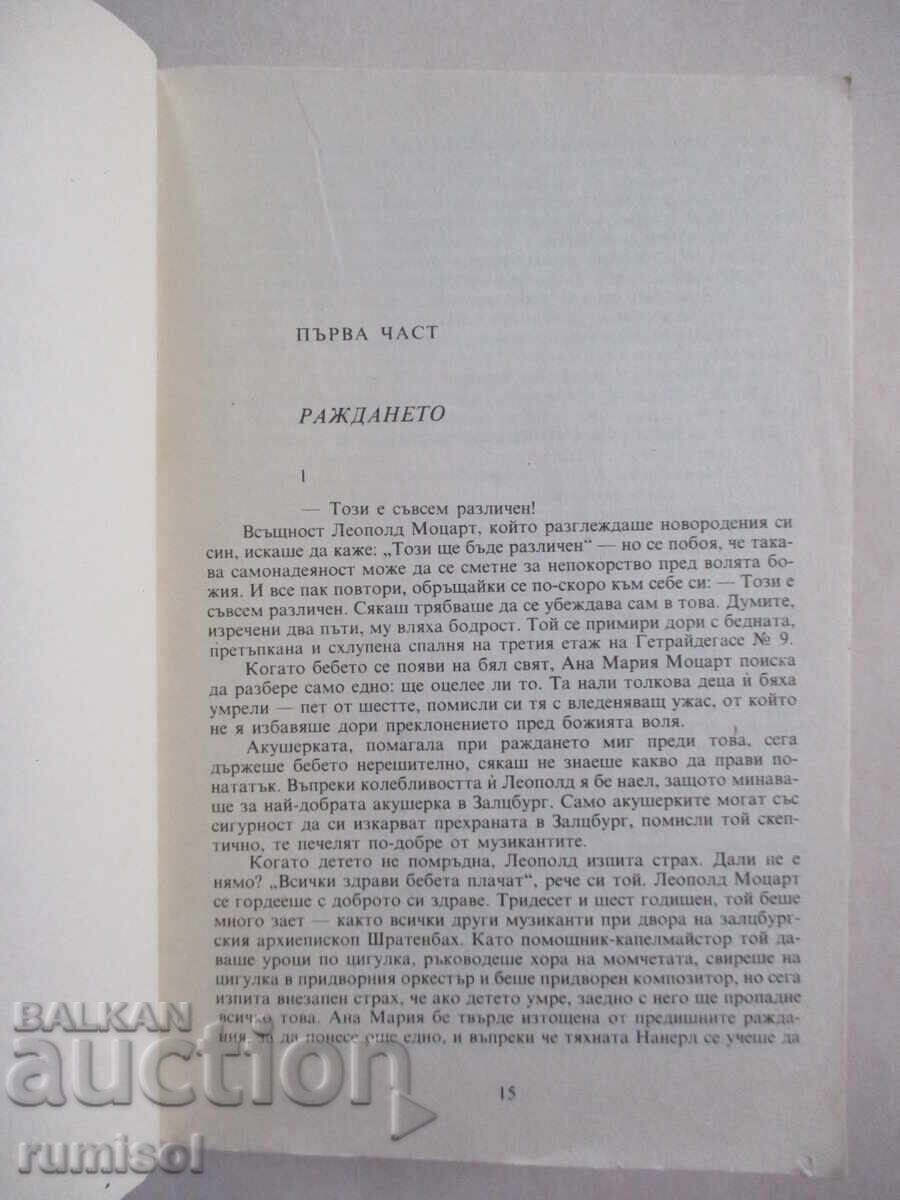 ПЪРВА ЧАСТ
РАЖДАНЕТО
1
— Този е съвсем различен!
Всъщност Леополд Моцарт, който разглеждаше новородения си
син, искаше да каже: „Този ще бъде различен“ — но се побоя, че така-
ва самонадеяност може да се сметне за непокорство пред волята бо-
жия. И все пак повтори, обръщайки се по-скоро към себе си: — Този е
съвсем различен. Сякаш трябваше да се убеждава сам в това. Думите,
изречени два пъти, му вляха бодрост. Той се примири дори с бедната,
претъпкана и схлупена спалня на третия етаж на Гетрайдегасе № 9.
Когато бебето се появи на бял свят, Ана Мария Моцарт поиска
да разбере само едно: ще оцелее ли то. Та нали толкова деца ѝ бяха
умрели — пет от шестте, помисли си тя с вледеняващ ужас, от който
не я избавяше дори преклонението пред божията воля.
Акушерката, помагала при раждането миг преди това, сега
държеше бебето нерешително, сякаш не знаеше какво да прави по-
нататък. Въпреки колебливостта ѝ Леополд я бе наел, защото минава-
ше за най-добрата акушерка в Залцбург. Само акушерките могат със
сигурност да си изкарват прехраната в Залцбург, помисли той скеп-
тично, те печелят по-добре от музикантите.
Когато детето не помръдна, Леополд изпита страх. Дали не е
нямо? „Всички здрави бебета плачат“, рече си той. Леополд Моцарт
се гордееше с доброто си здраве. Тридесет и шест годишен, той беше
много зает — както всички други музиканти при двора на залцбург-
ския архиепископ Шратенбах. Като помощник-капелмайстор той да-
ваше уроци по цигулка, ръководеше хора на момчетата, свиреше на
цигулка в придворния оркестър и беше придворен композитор, но сега
изпита внезапен страх, че ако детето умре, заедно с него ще пропадне
всичко това. Ана Мария бе твърде изтощена от предишните ражда-
ния, за да понесе още едно, и въпреки че тяхната Нанерл се учеше да
15
BALKAN
auction
rumisol